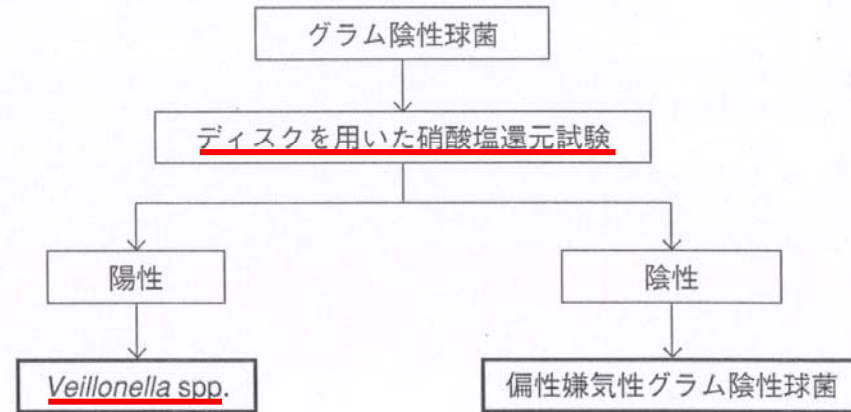 グラム陰性球菌
ディスクを用いた硝酸塩還元試験
陽性
陰性
Veillonella spp.
偏性嫌気性グラム陰性球菌